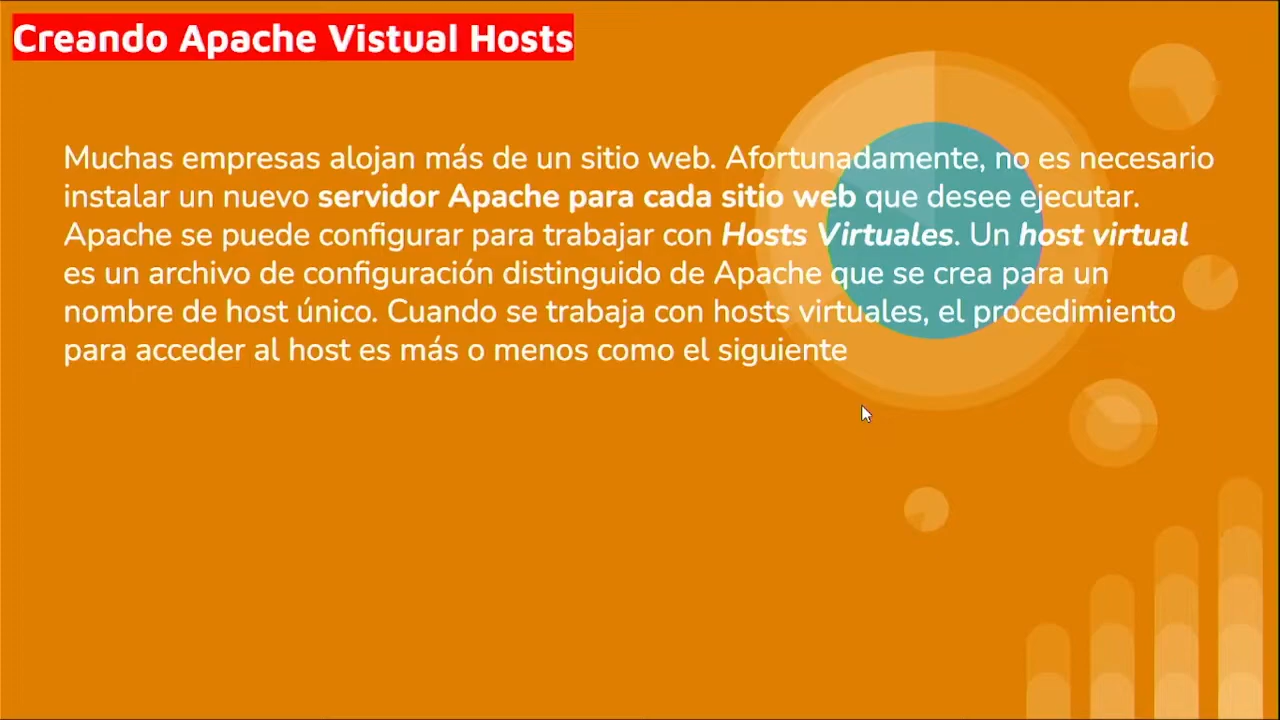 Creando Apache Vistual Hosts
Muchas empresas alojan más de un sitio web. Afortunadamente, no es necesario
instalar un nuevo servidor Apache para cada sitio web que desee ejecutar.
Apache se puede configurar para trabajar con Hosts Virtuales. Un host virtual
es un archivo de configuración distinguido de Apache que se crea para un
nombre de host único. Cuando se trabaja con hosts virtuales, el procedimiento
para acceder al host es más o menos como el siguiente